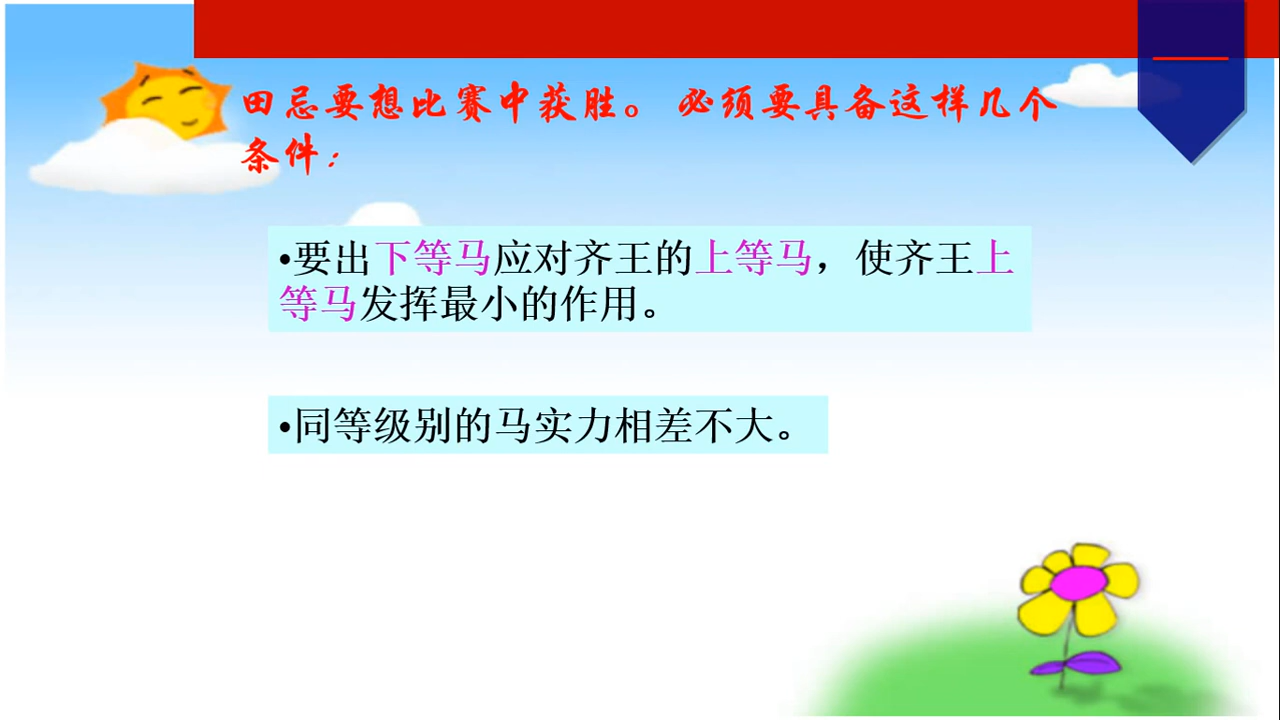 田忌要想比赛中获胜。必须要具备这样几个
条件：
•要出下等马应对齐王的上等马，使齐王上
等马发挥最小的作用。
•同等级别的马实力相差不大。